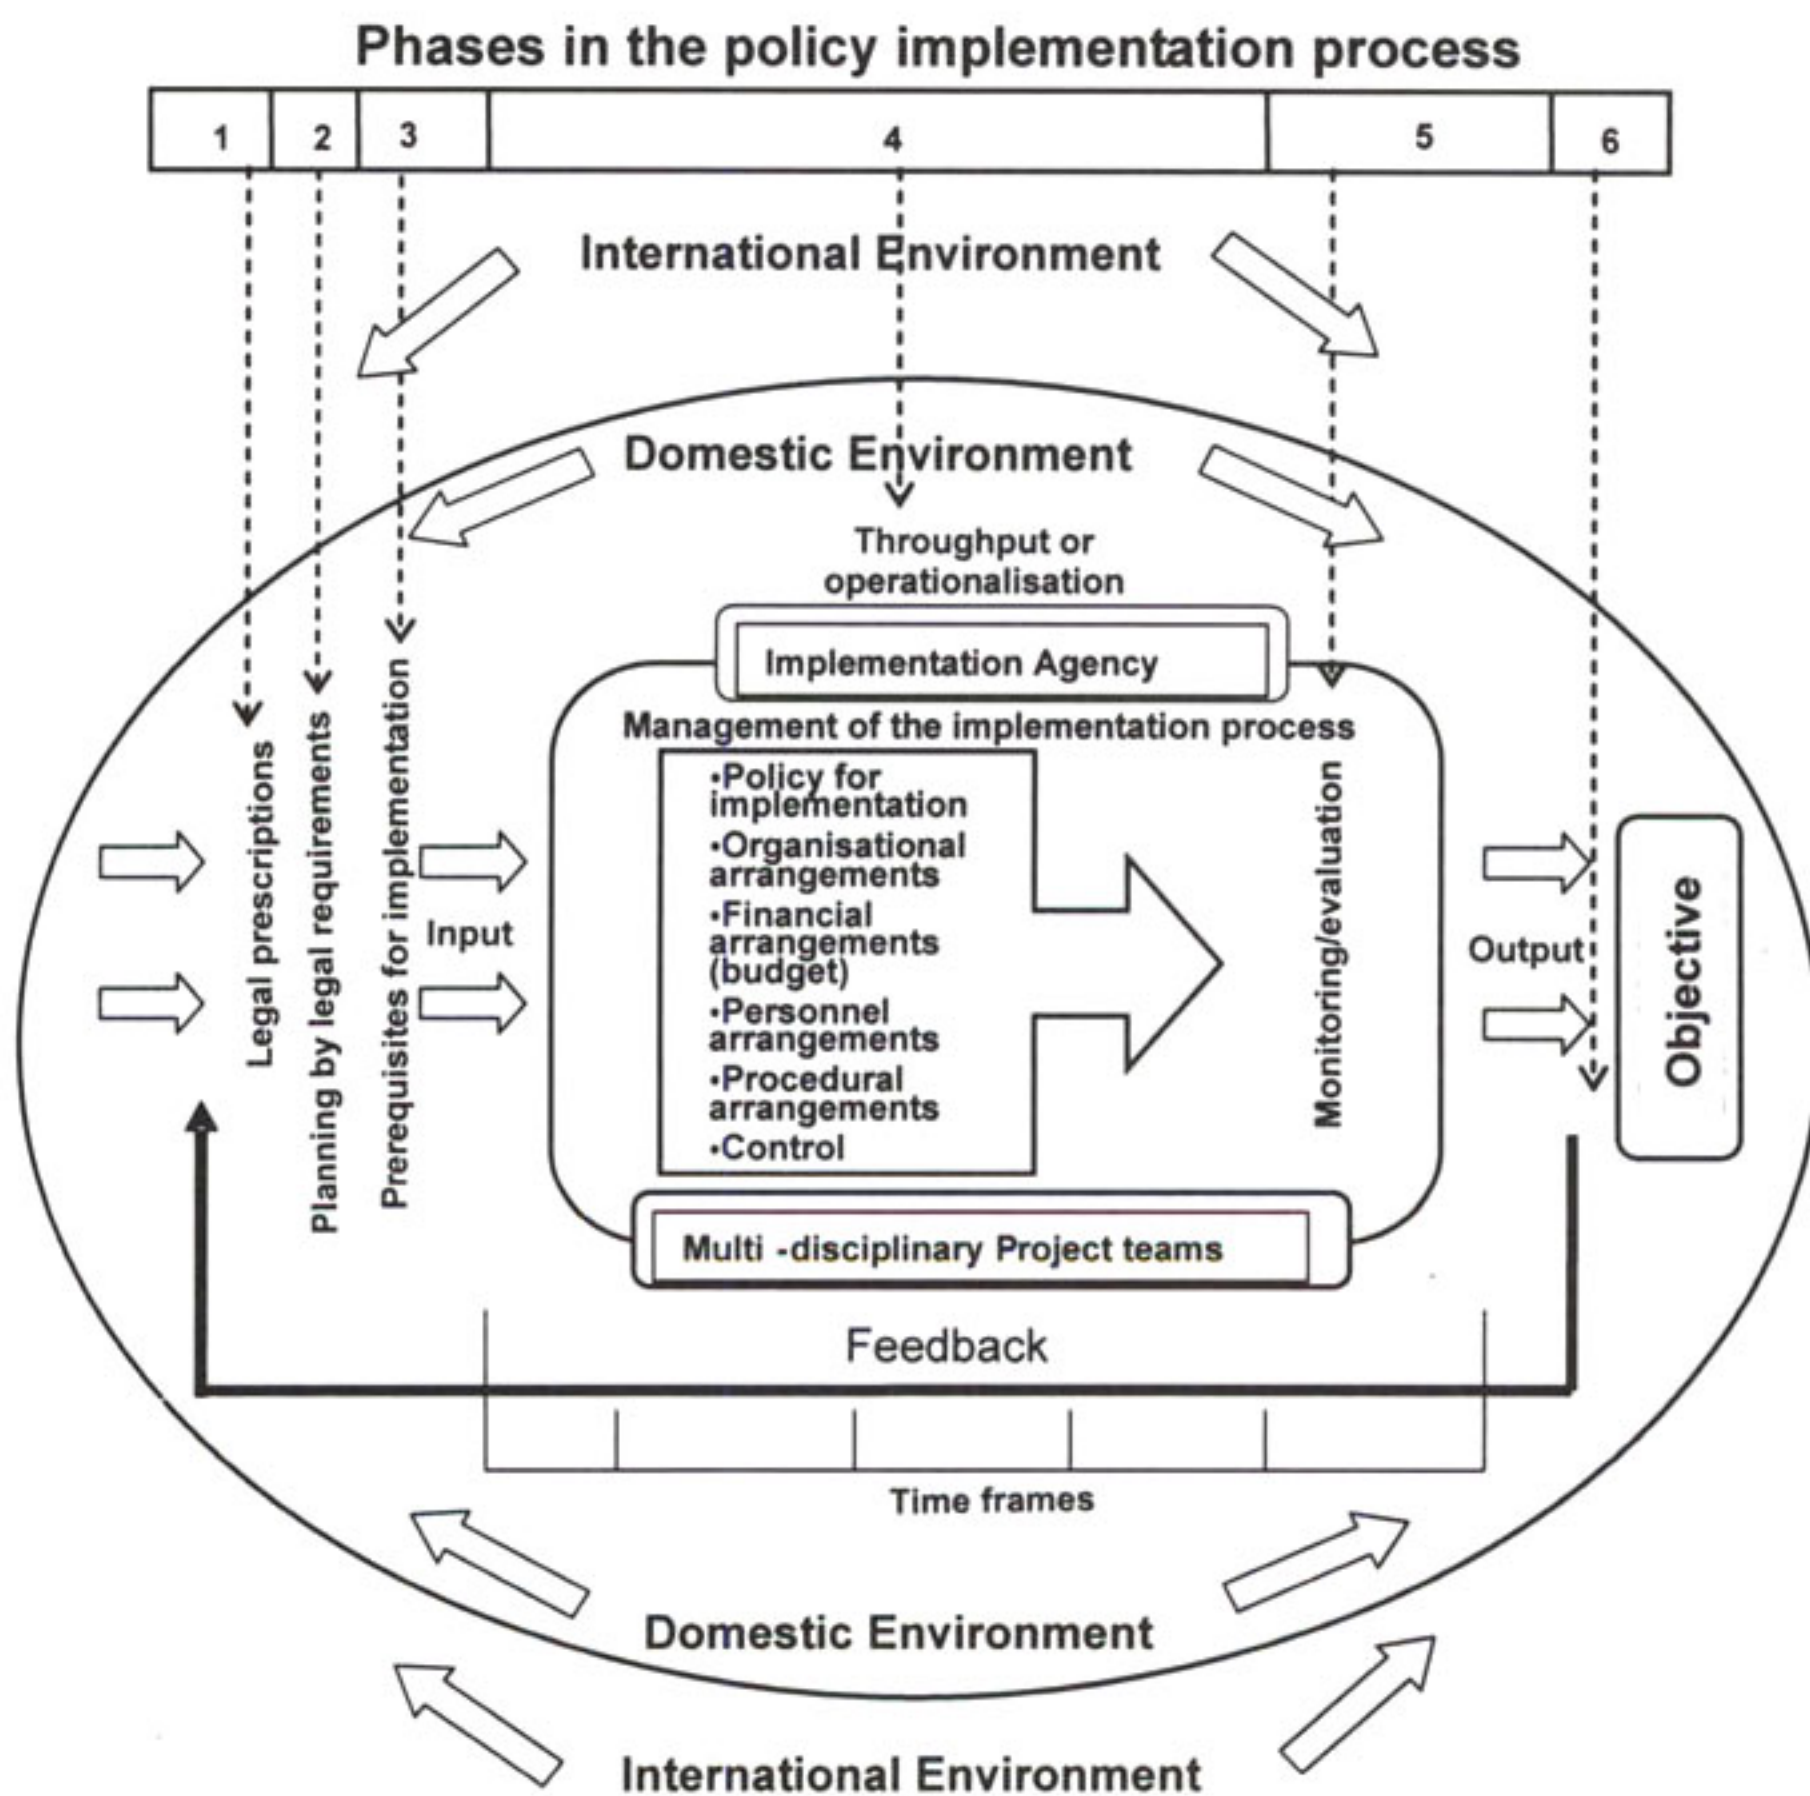 Phases in the policy implementation process
1 2 3 4 5 6
International Environment
Domestic Environment
Throughput or
operationalisation
Implementation Agency
Management of the implementation process
Legal prescriptions
Planning by legal requirements
Prerequisites for implementation
Input
•Policy for
implementation
•Organisational
arrangements
•Financial
arrangements
(budget)
•Personnel
arrangements
•Procedural
arrangements
•Control
Monitoring/evaluation
Output
Objective
Multi -disciplinary Project teams
Feedback
Time frames
Domestic Environment
International Environment